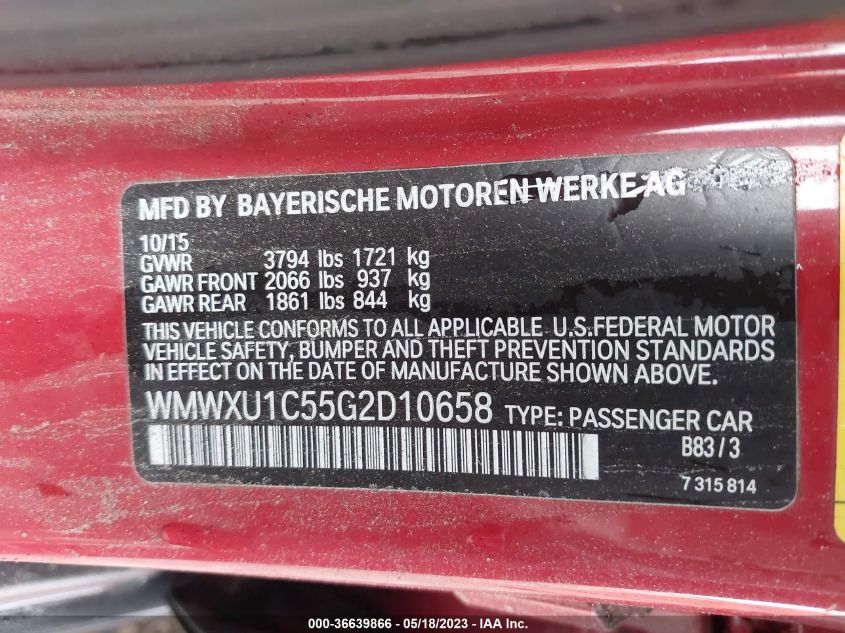 MFD BY BAYERISCHE MOTOREN WERKE AG
10/15
GVWR 3794 lbs 1721 kg
GAWR FRONT 2066 lbs 937 kg
GAWR REAR 1861 lbs 844 kg
THIS VEHICLE CONFORMS TO ALL APPLICABLE U.S.FEDERAL MOTOR
VEHICLE SAFETY, BUMPER AND THEFT PREVENTION STANDARDS
IN EFFECT ON THE DATE OF MANUFACTURE SHOWN ABOVE.
WMWXU1C55G2D10658 TYPE: PASSENGER CAR
B83/3
7 315 814
000-36639866 - 05/18/2023 - IAA Inc.